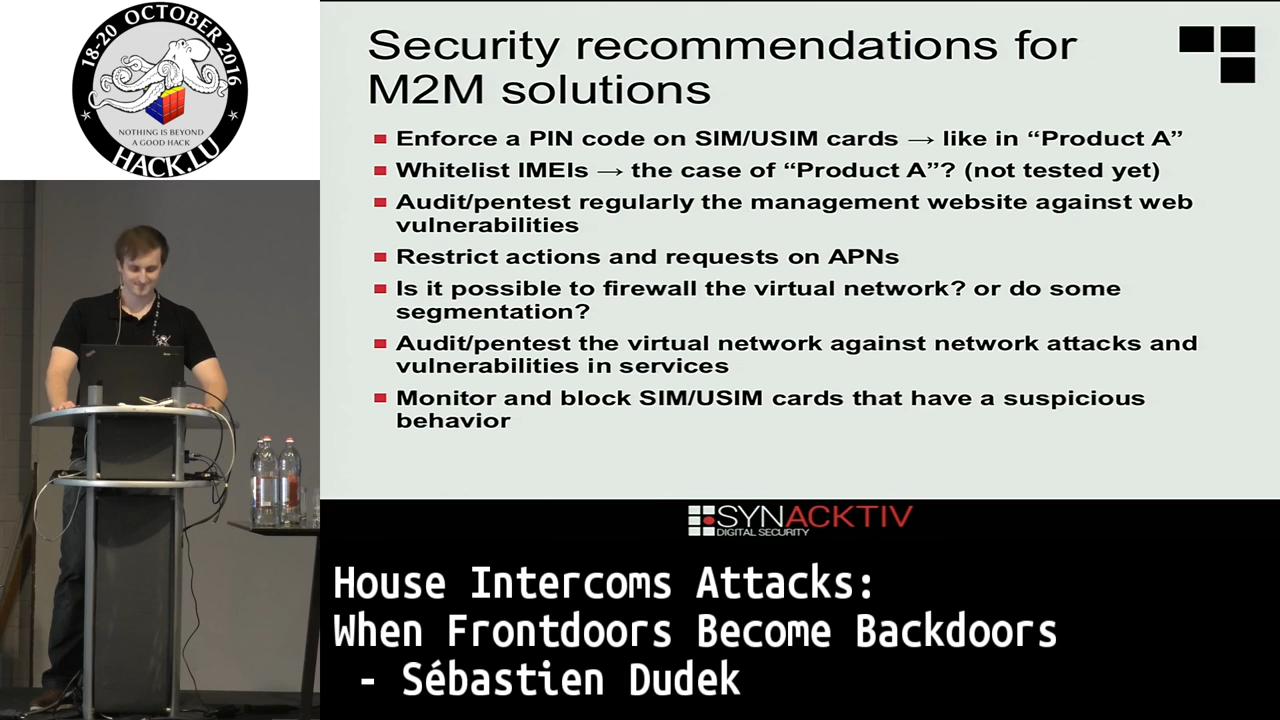 18-20 OCTOBER 2016
NOTHING IS BEYOND
A GOOD HACK
HACK.LU
Security recommendations for
M2M solutions
Enforce a PIN code on SIM/USIM cards → like in “Product A”
Whitelist IMEIs → the case of “Product A”? (not tested yet)
Audit/pentest regularly the management website against web
vulnerabilities
Restrict actions and requests on APNs
Is it possible to firewall the virtual network? or do some
segmentation?
Audit/pentest the virtual network against network attacks and
vulnerabilities in services
Monitor and block SIM/USIM cards that have a suspicious
behavior
SYNACKTIV
DIGITAL SECURITY
House Intercoms Attacks:
When Frontdoors Become Backdoors
- Sébastien Dudek